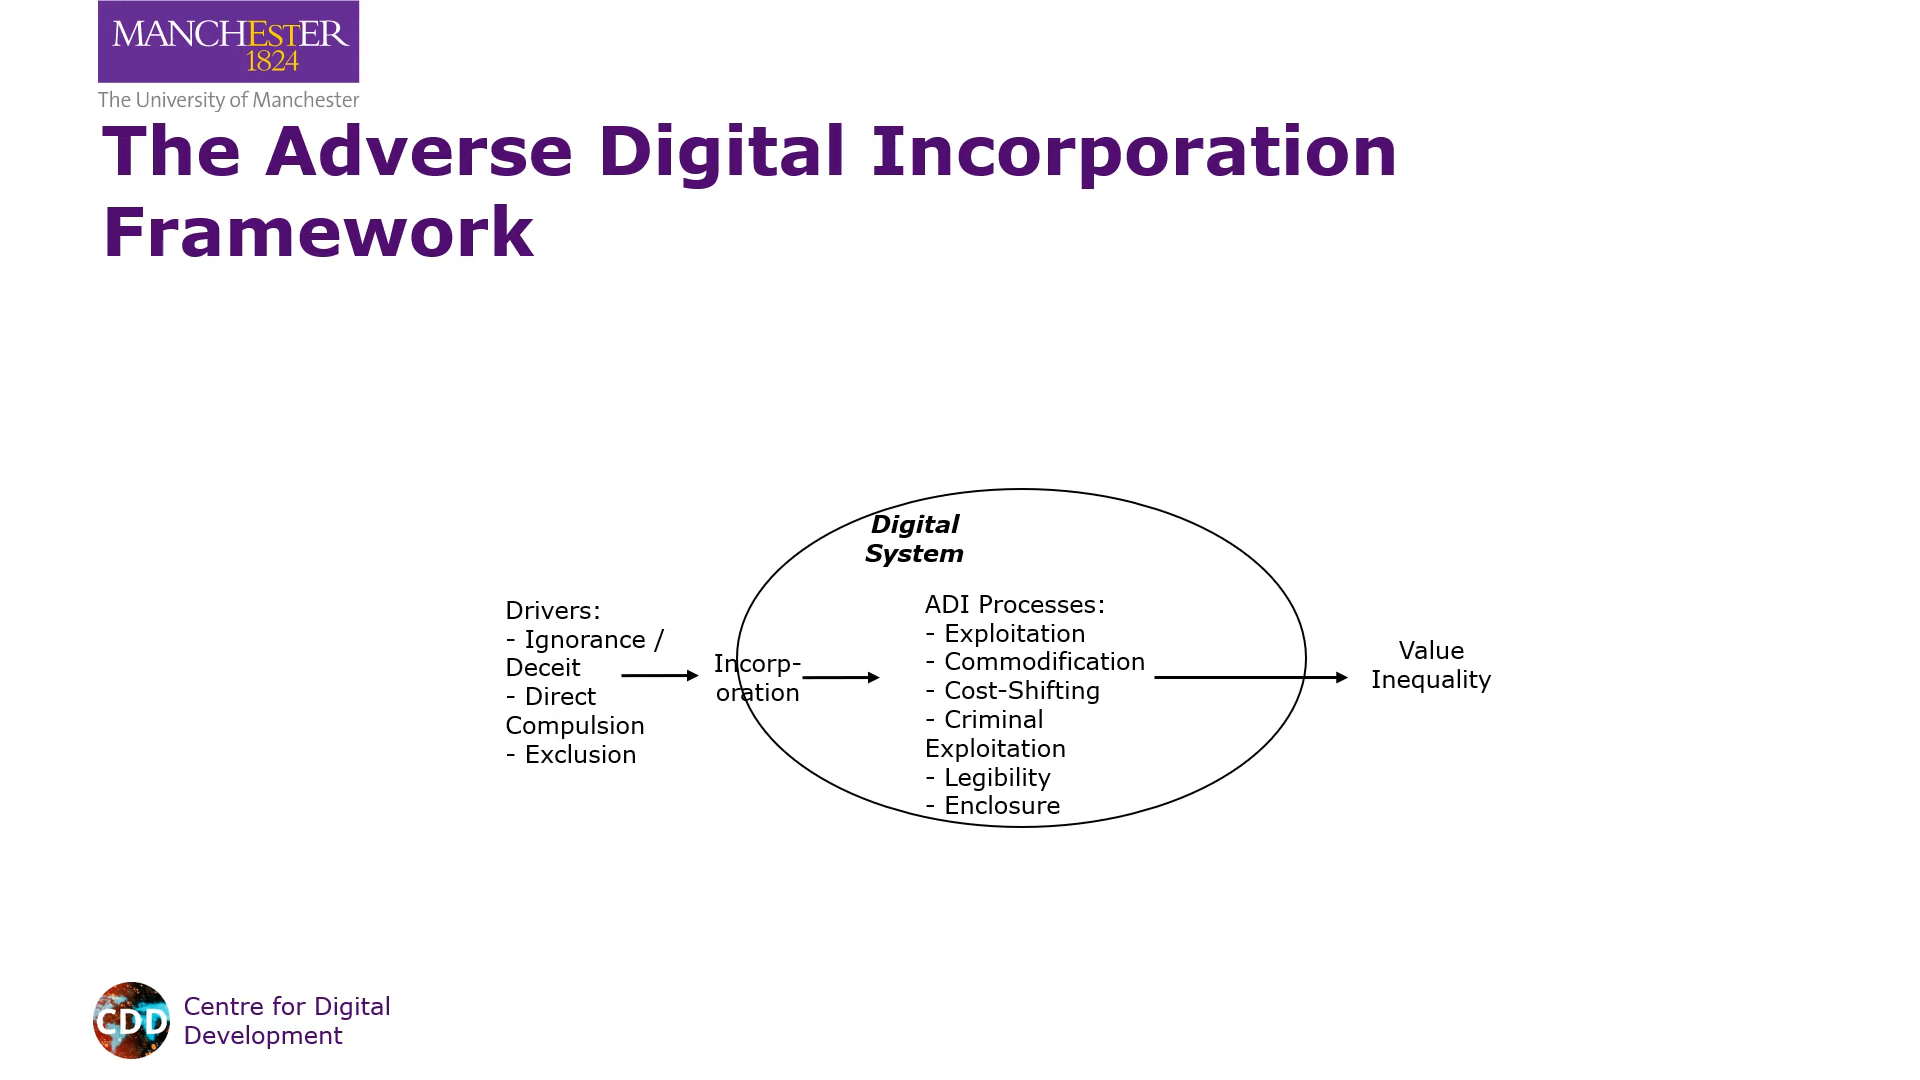 MANCHESTER
1824
The University of Manchester
The Adverse Digital Incorporation
Framework
Digital
System
Drivers:
- Ignorance /
Deceit
- Direct
Compulsion
- Exclusion
Incorp-
oration
ADI Processes:
- Exploitation
- Commodification
- Cost-Shifting
- Criminal
Exploitation
- Legibility
- Enclosure
Value
Inequality
CDD
Centre for Digital
Development